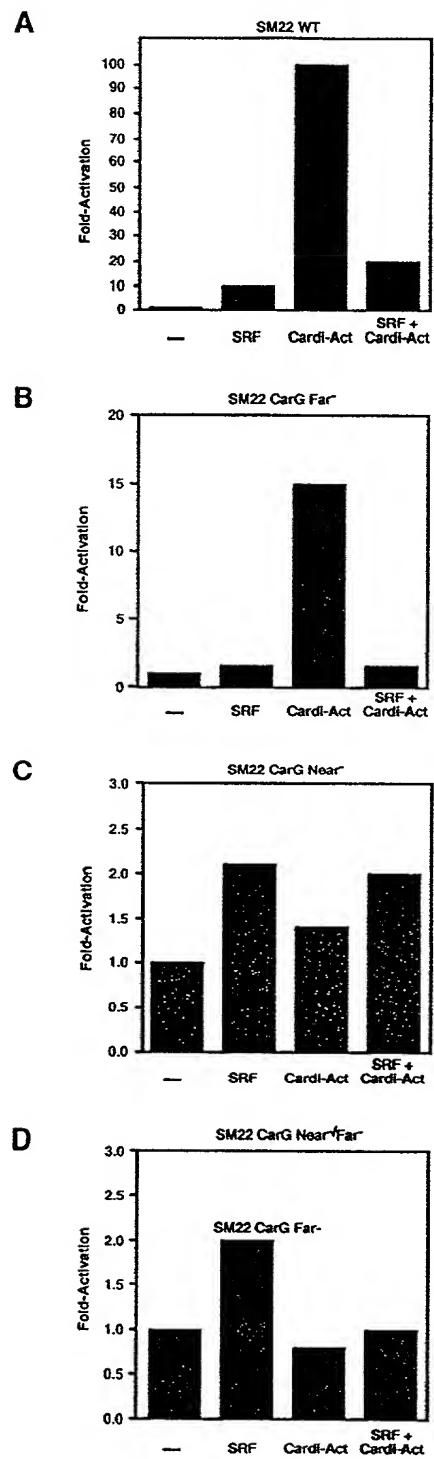 A
SM22 WT
Fold-Activation
100
90
80
70
60
50
40
30
20
10
0
—
SRF
Cardi-Act
SRF +
Cardi-Act
B
SM22 CarG Far⁻
Fold-Activation
20
15
10
5
0
—
SRF
Cardi-Act
SRF +
Cardi-Act
C
SM22 CarG Near⁻
Fold-Activation
3.0
2.5
2.0
1.5
1.0
0.5
0.0
—
SRF
Cardi-Act
SRF +
Cardi-Act
D
SM22 CarG Near⁻/Far⁻
Fold-Activation
3.0
2.5
SM22 CarG Far-
2.0
1.5
1.0
0.5
0.0
—
SRF
Cardi-Act
SRF +
Cardi-Act